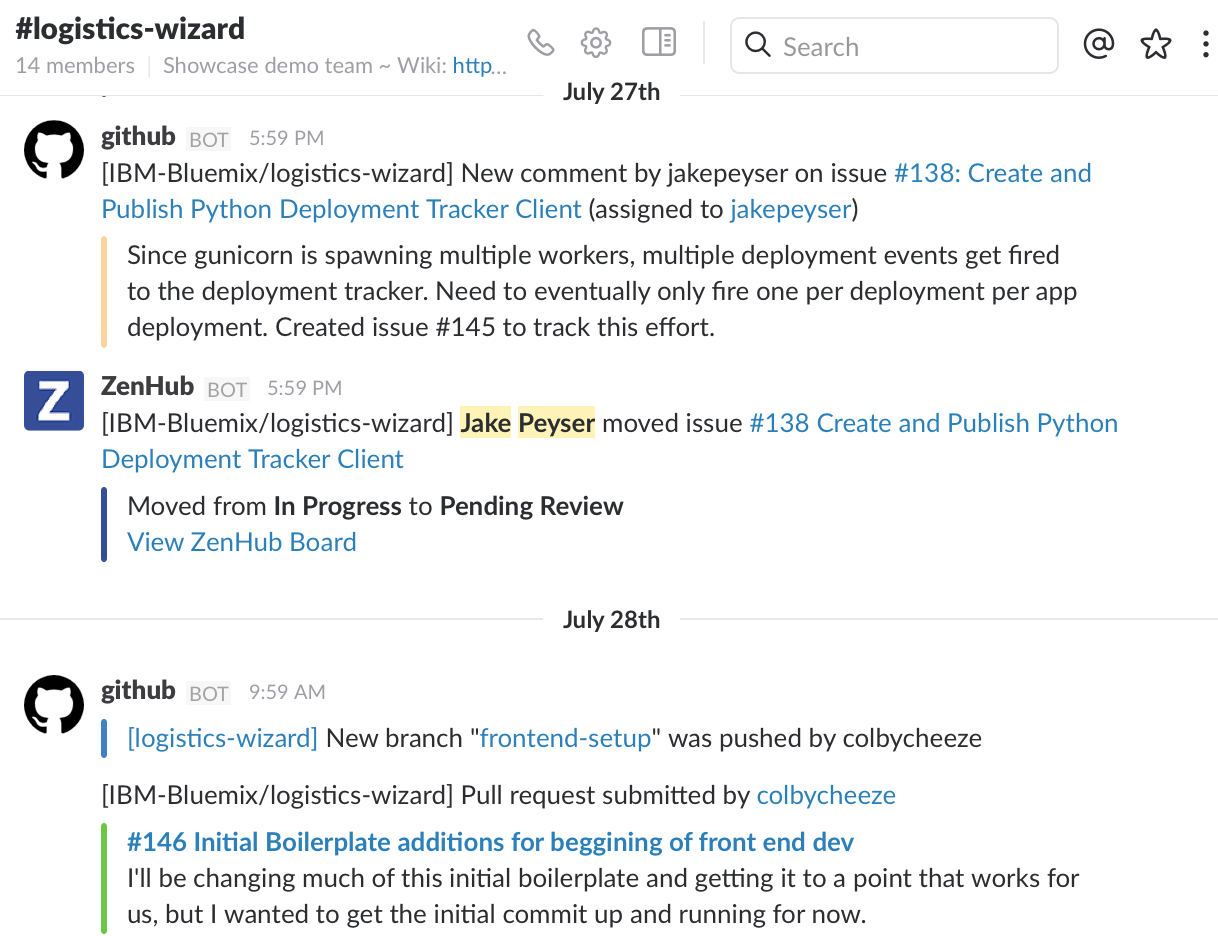 #logistics-wizard
14 members Showcase demo team ~ Wiki: http...
Search
July 27th
github BOT 5:59 PM
[IBM-Bluemix/logistics-wizard] New comment by jakepeyser on issue #138: Create and
Publish Python Deployment Tracker Client (assigned to jakepeyser)
Since gunicorn is spawning multiple workers, multiple deployment events get fired
to the deployment tracker. Need to eventually only fire one per deployment per app
deployment. Created issue #145 to track this effort.
Z
ZenHub BOT 5:59 PM
[IBM-Bluemix/logistics-wizard] Jake Peyser moved issue #138 Create and Publish Python
Deployment Tracker Client
Moved from In Progress to Pending Review
View ZenHub Board
July 28th
github BOT 9:59 AM
[logistics-wizard] New branch "frontend-setup" was pushed by colbycheeze
[IBM-Bluemix/logistics-wizard] Pull request submitted by colbycheeze
#146 Initial Boilerplate additions for beggining of front end dev
I'll be changing much of this initial boilerplate and getting it to a point that works for
us, but I wanted to get the initial commit up and running for now.